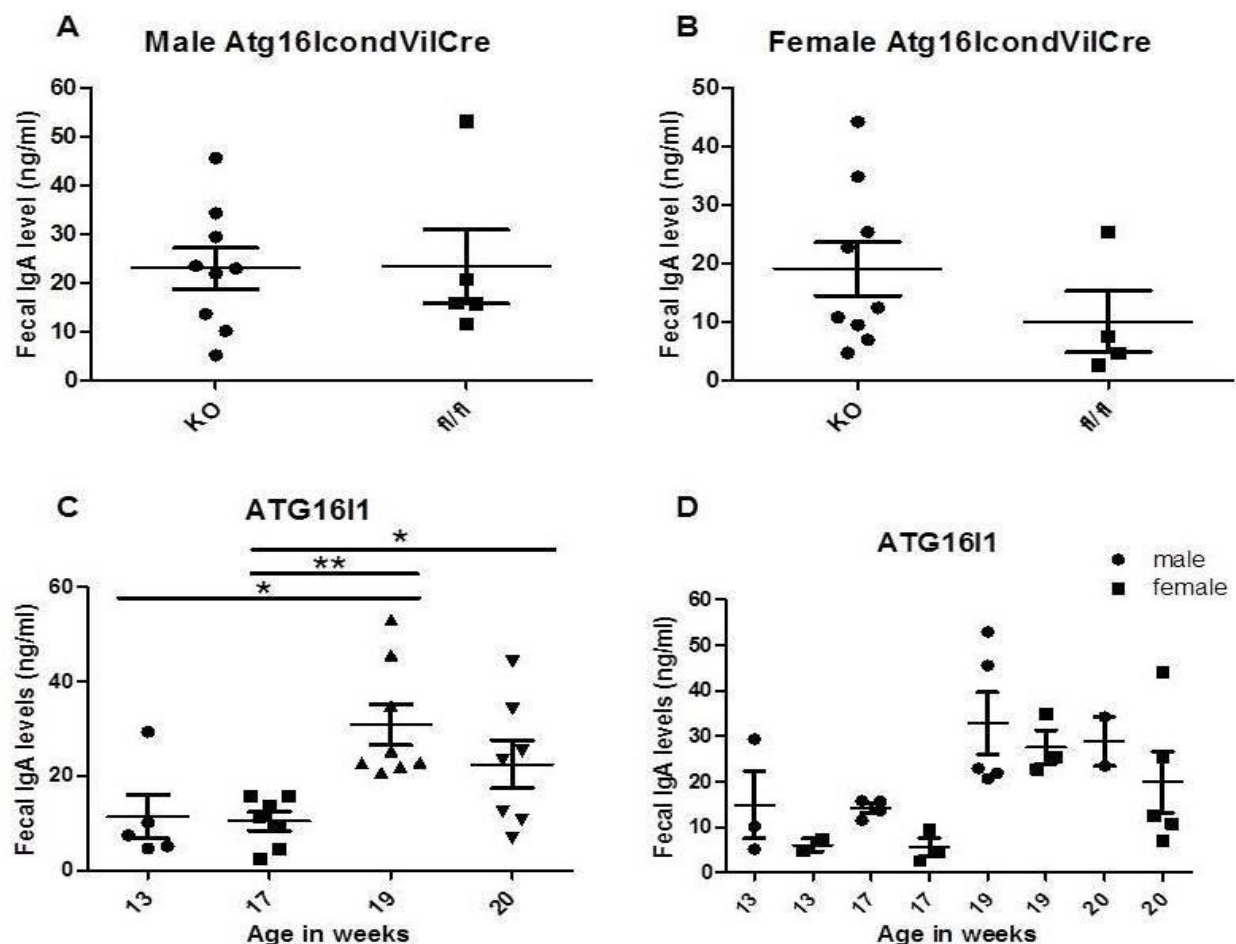 A
Male Atg16lcondVilCre
60
50
40
30
20
10
0
Fecal IgA level (ng/ml)
KO
fl/fl
B
Female Atg16lcondVilCre
50
40
30
20
10
0
Fecal IgA level (ng/ml)
KO
fl/fl
C
ATG16l1
*
**
*
60
40
20
0
Fecal IgA levels (ng/ml)
13
17
19
20
Age in weeks
D
ATG16l1
male
female
60
50
40
30
20
10
0
Fecal IgA levels (ng/ml)
13
13
17
17
19
19
20
20
Age in weeks